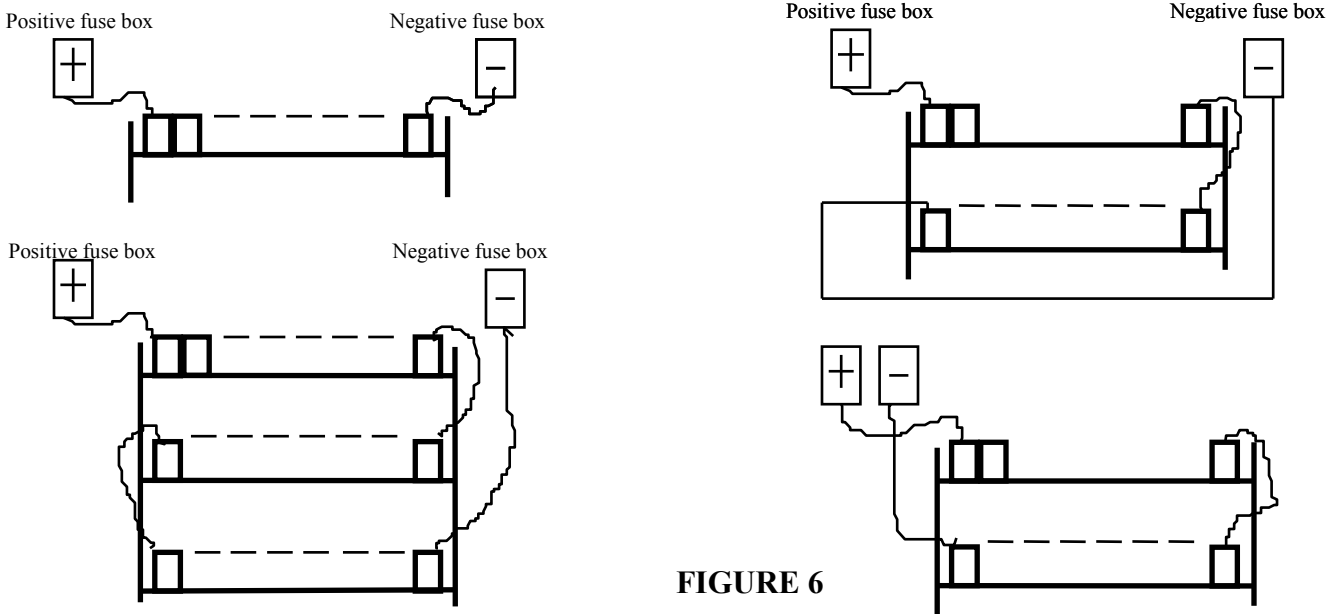 Positive fuse box
Negative fuse box
+
−
Positive fuse box
Negative fuse box
+
−
Positive fuse box
Negative fuse box
+
−
+
−
FIGURE 6